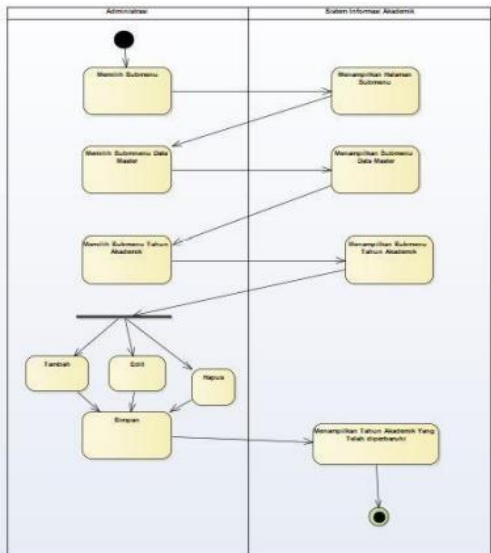 Administrasi
Sistem Informasi Akademik
Memilih Submenu
Menampilkan Halaman
Submenu
Memilih Submenu Data
Master
Menampilkan Submenu
Data Master
Memilih Submenu Tahun
Akademik
Menampilkan Submenu
Tahun Akademik
Tambah
Edit
Hapus
Simpan
Menampilkan Tahun Akademik Yang
Telah diperbaruhi